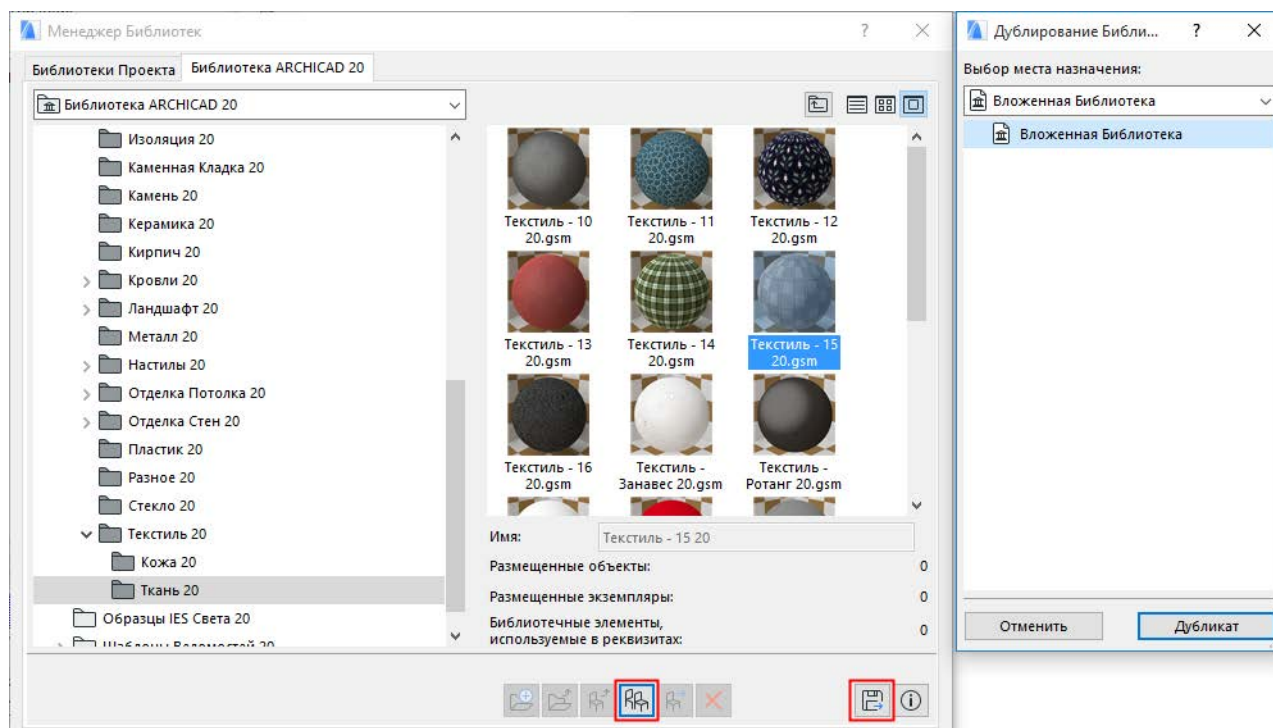 Менеджер Библиотек
?
Библиотеки Проекта
Библиотека ARCHICAD 20
Библиотека ARCHICAD 20
Изоляция 20
Каменная Кладка 20
Камень 20
Керамика 20
Кирпич 20
Кровли 20
Ландшафт 20
Металл 20
Настилы 20
Отделка Потолка 20
Отделка Стен 20
Пластик 20
Разное 20
Стекло 20
Текстиль 20
Кожа 20
Ткань 20
Образцы IES Света 20
Шаблоны Ведомостей 20
Текстиль - 10
20.gsm
Текстиль - 11
20.gsm
Текстиль - 12
20.gsm
Текстиль - 13
20.gsm
Текстиль - 14
20.gsm
Текстиль - 15
20.gsm
Текстиль - 16
20.gsm
Текстиль -
Занавес 20.gsm
Текстиль -
Ротанг 20.gsm
Имя:
Текстиль - 15 20
Размещенные объекты:
0
Размещенные экземпляры:
0
Библиотечные элементы,
используемые в реквизитах:
0
Дублирование Библи...
?
Выбор места назначения:
Вложенная Библиотека
Вложенная Библиотека
Отменить
Дубликат